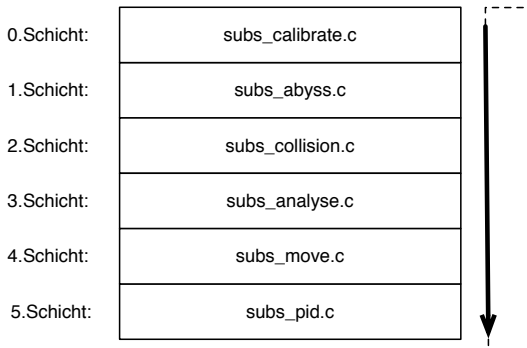 0.Schicht: subs_calibrate.c
1.Schicht: subs_abyss.c
2.Schicht: subs_collision.c
3.Schicht: subs_analyse.c
4.Schicht: subs_move.c
5.Schicht: subs_pid.c